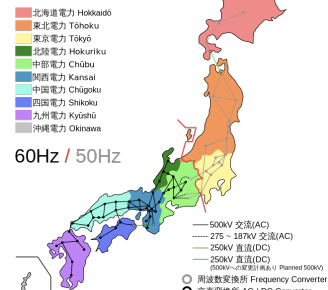 北海道電力 Hokkaidō
東北電力 Tōhoku
東京電力 Tōkyō
北陸電力 Hokuriku
中部電力 Chūbu
関西電力 Kansai
中国電力 Chūgoku
四国電力 Shikoku
九州電力 Kyūshū
沖縄電力 Okinawa
60Hz / 50Hz
500kV 交流(AC)
275 ~ 187kV 交流(AC)
500kV 直流(DC)
250kV 直流(DC)
(500kVへの変更計画あり Planned 500kV)
周波数変換所 Frequency Converter